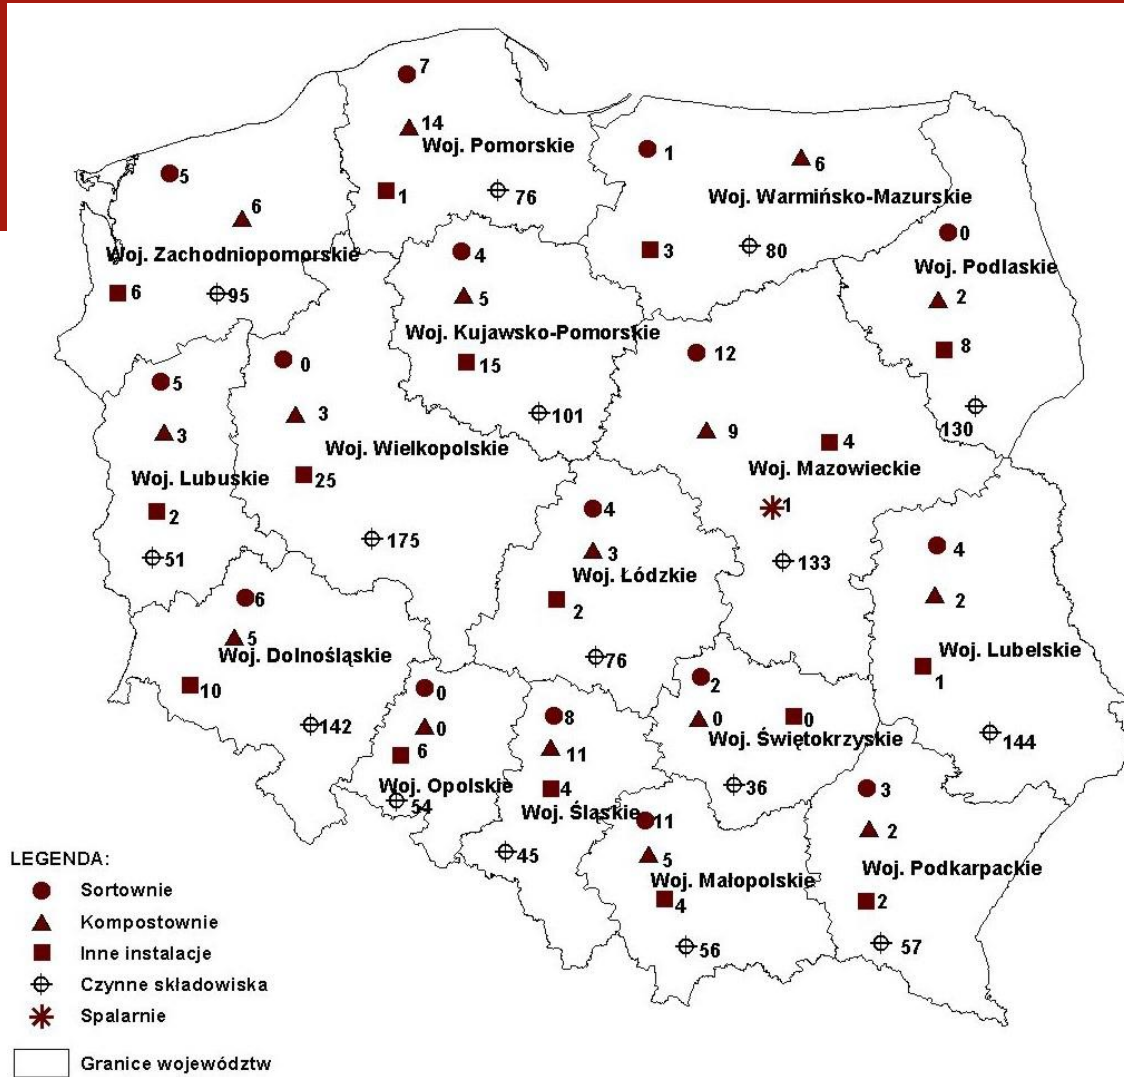 7
14
Woj. Pomorskie
1
76
5
6
Woj. Zachodniopomorskie
6
95
1
6
Woj. Warmińsko-Mazurskie
3
80
0
Woj. Podlaskie
2
8
130
4
5
Woj. Kujawsko-Pomorskie
15
101
0
3
Woj. Wielkopolskie
25
175
12
9
4
Woj. Mazowieckie
1
133
5
3
Woj. Lubuskie
2
51
4
3
Woj. Łódzkie
2
76
4
2
Woj. Lubelskie
1
144
6
5
Woj. Dolnośląskie
10
142
0
0
6
Woj. Opolskie
54
8
11
4
Woj. Śląskie
45
2
0
0
Woj. Świętokrzyskie
36
11
5
Woj. Małopolskie
4
56
3
2
Woj. Podkarpackie
2
57
LEGENDA:
Sortownie
Kompostownie
Inne instalacje
Czynne składowiska
Spalarnie
Granice województw